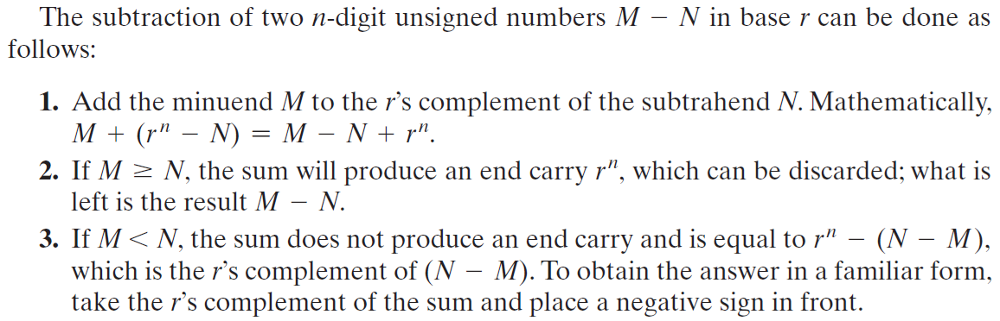 The subtraction of two n-digit unsigned numbers M − N in base r can be done as
follows:
1. Add the minuend M to the r's complement of the subtrahend N. Mathematically,
M + (rⁿ − N) = M − N + rⁿ.
2. If M ≥ N, the sum will produce an end carry rⁿ, which can be discarded; what is
left is the result M − N.
3. If M < N, the sum does not produce an end carry and is equal to rⁿ − (N − M),
which is the r's complement of (N − M). To obtain the answer in a familiar form,
take the r's complement of the sum and place a negative sign in front.